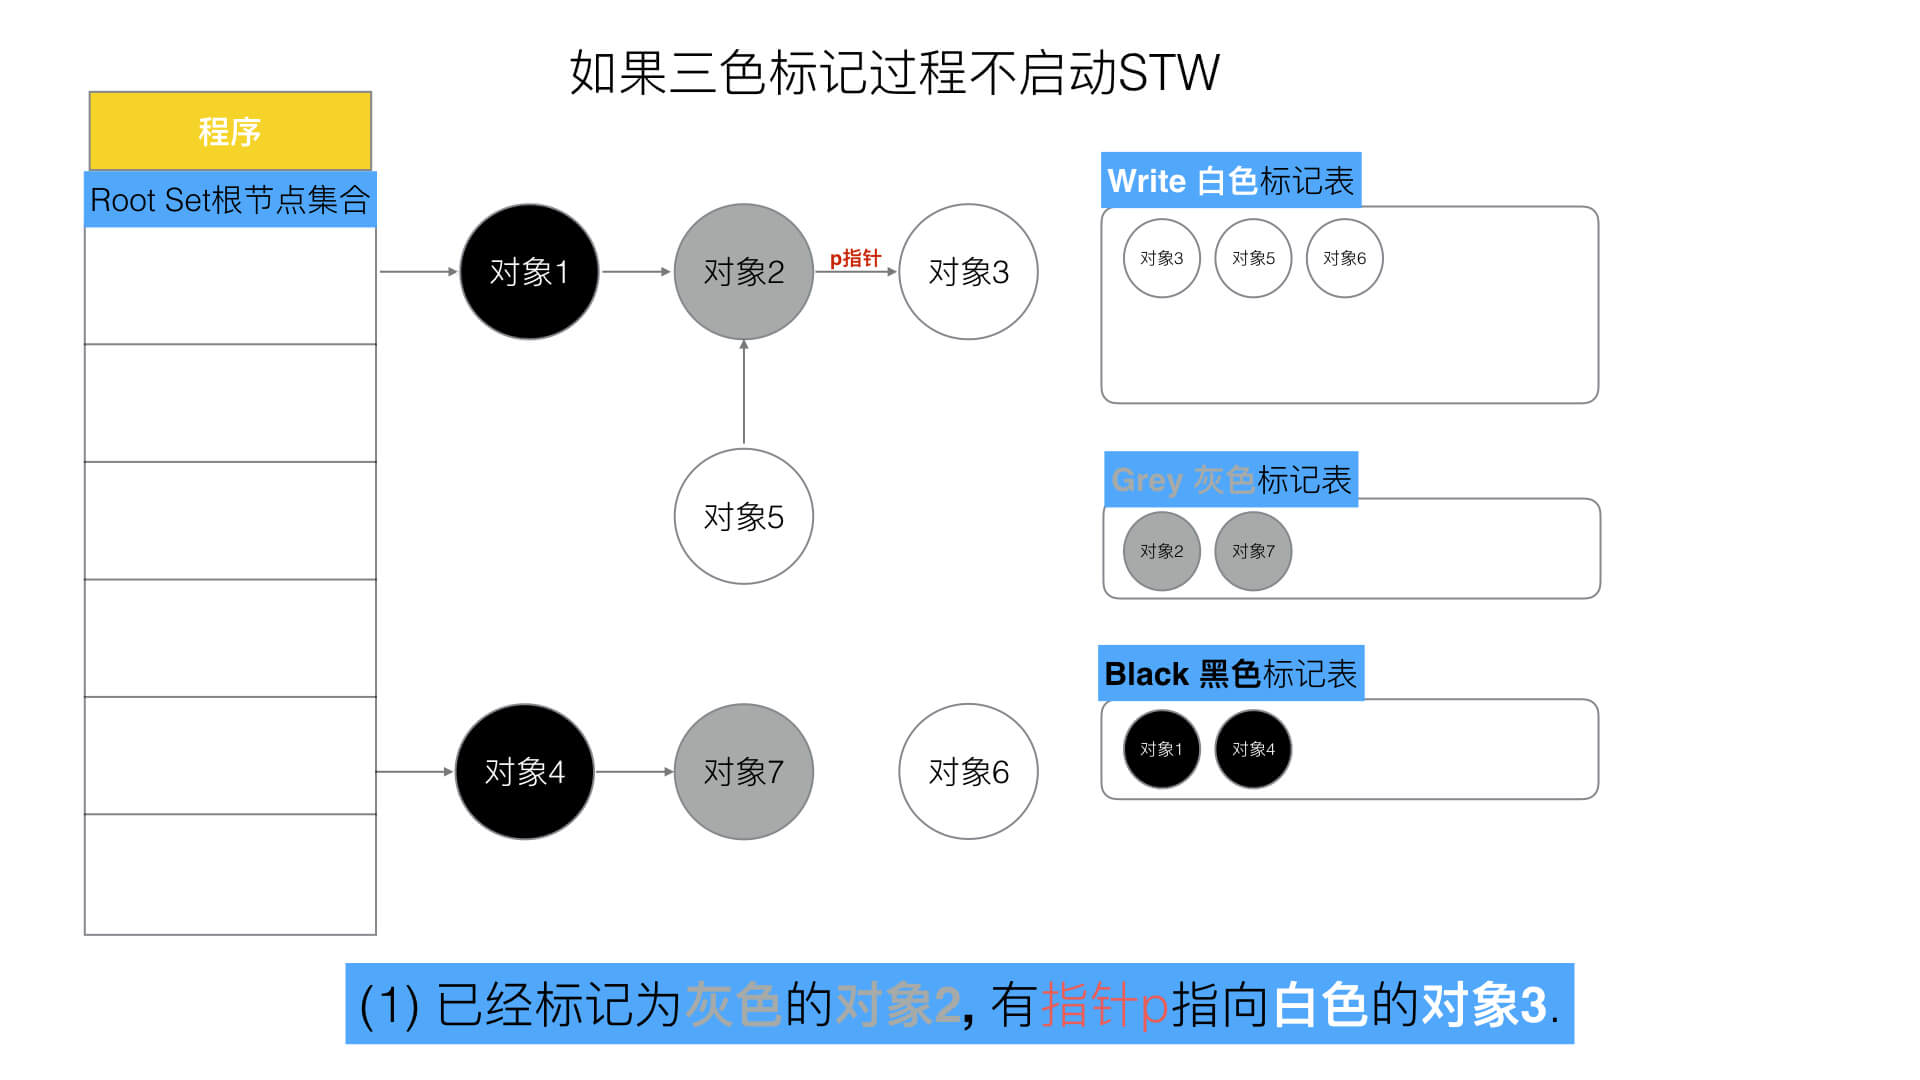 如果三色标记过程不启动STW
程序
Root Set根节点集合
对象1
对象2
p指针
对象3
对象5
对象4
对象7
对象6
Write 白色标记表
对象3
对象5
对象6
Grey 灰色标记表
对象2
对象7
Black 黑色标记表
对象1
对象4
(1) 已经标记为灰色的对象2, 有指针p指向白色的对象3.